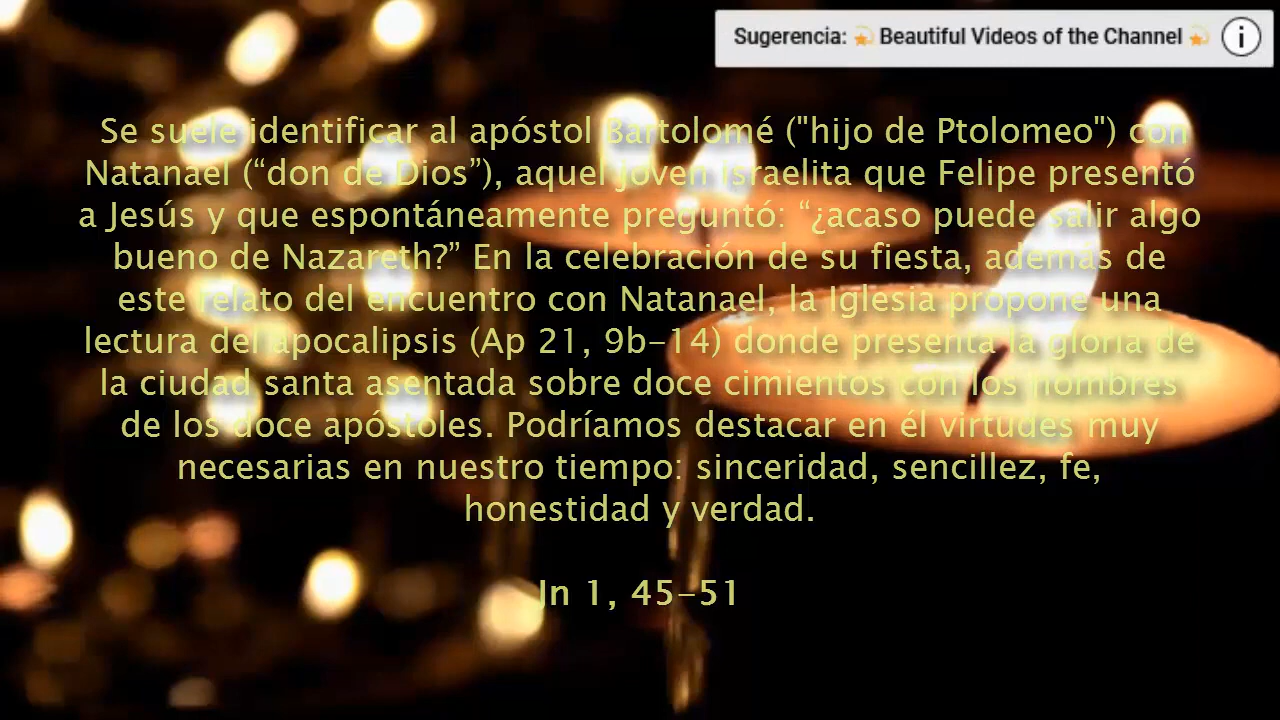 Sugerencia: 💫 Beautiful Videos of the Channel 💫 i
Se suele identificar al apóstol Bartolomé ("hijo de Ptolomeo") con
Natanael (“don de Dios”), aquel joven israelita que Felipe presentó
a Jesús y que espontáneamente preguntó: “¿acaso puede salir algo
bueno de Nazareth?” En la celebración de su fiesta, además de
este relato del encuentro con Natanael, la Iglesia propone una
lectura del apocalipsis (Ap 21, 9b-14) donde presenta la gloria de
la ciudad santa asentada sobre doce cimientos con los nombres
de los doce apóstoles. Podríamos destacar en él virtudes muy
necesarias en nuestro tiempo: sinceridad, sencillez, fe,
honestidad y verdad.
Jn 1, 45-51